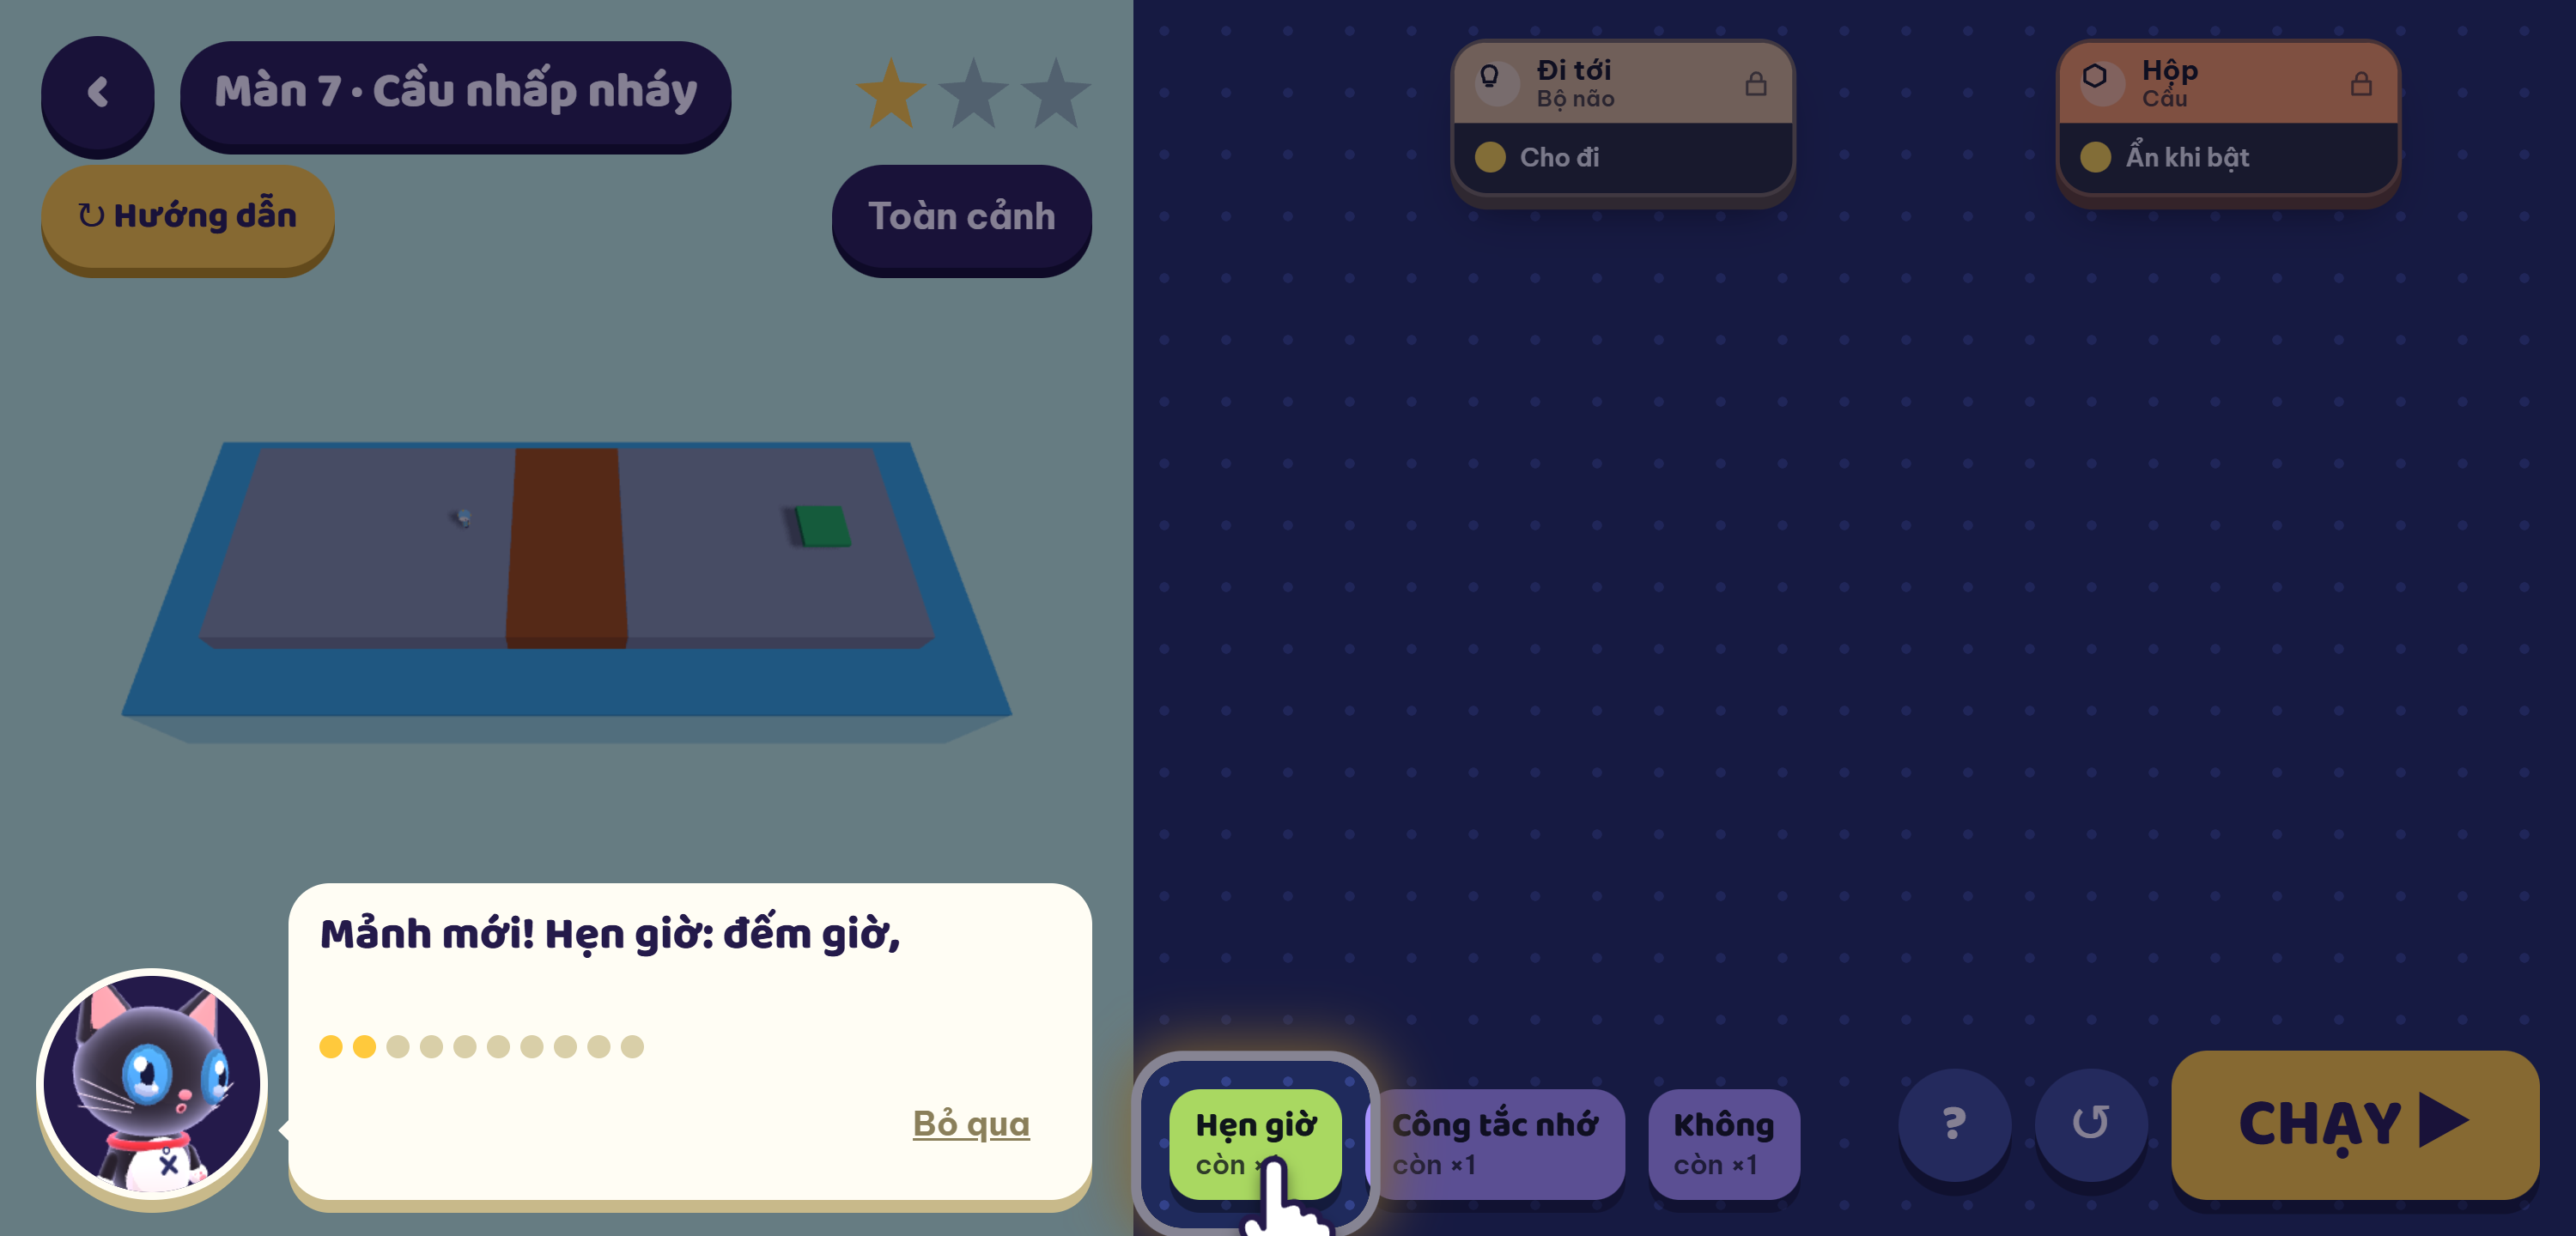 Màn 7 • Cầu nhấp nháy
Hướng dẫn
Toàn cảnh
Đi tới
Bộ não
Cho đi
Hộp
Cầu
Ẩn khi bật
Mảnh mới! Hẹn giờ: đếm giờ,
Bỏ qua
Hẹn giờ
còn
Công tắc nhớ
còn ×1
Không
còn ×1
?
CHẠY